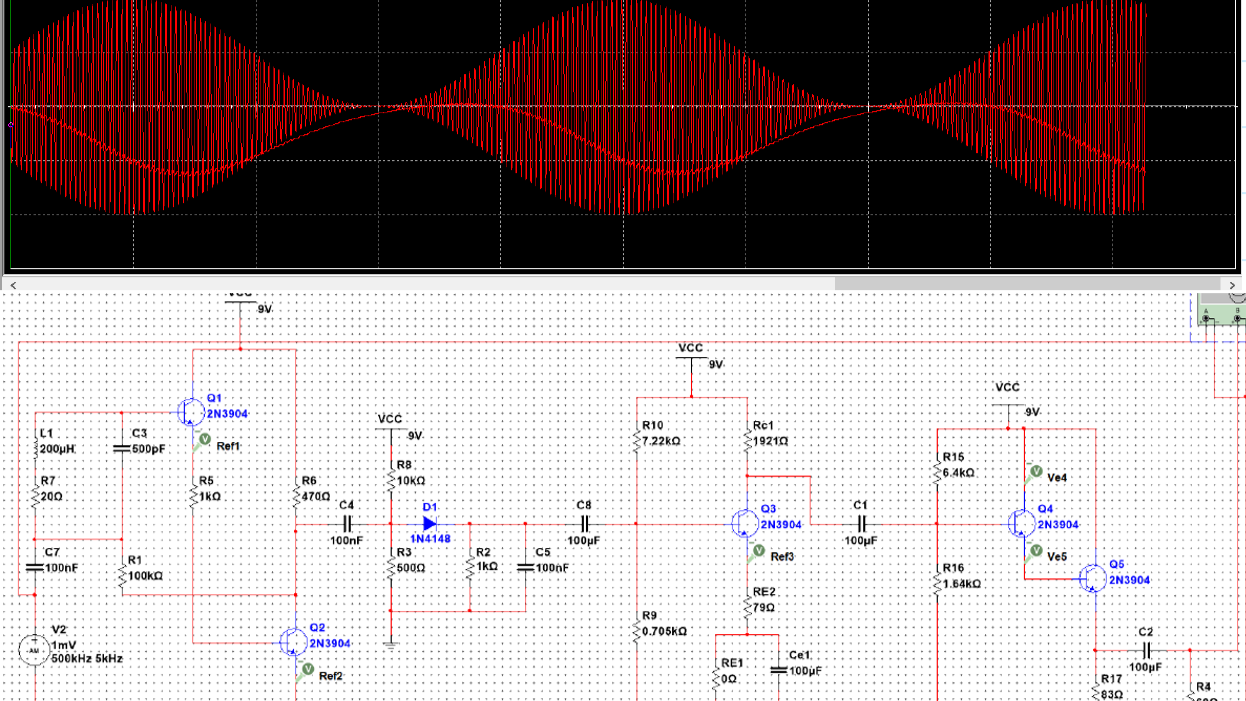 VCC
9V
A
B
VCC
9V
Q1
2N3904
Ref1
L1
200µH
C3
500pF
R7
20Ω
R5
1kΩ
R6
470Ω
C7
100nF
R1
100kΩ
V2
1mV
500kHz 5kHz
AM
Q2
2N3904
Ref2
VCC
9V
R8
10kΩ
C4
100nF
D1
1N4148
R3
500Ω
R2
1kΩ
C5
100nF
C8
100µF
R10
7.22kΩ
Rc1
1921Ω
Q3
2N3904
Ref3
R9
0.705kΩ
RE2
79Ω
RE1
0Ω
Ce1
100µF
C1
100µF
VCC
9V
R15
6.4kΩ
Ve4
Q4
2N3904
Ve5
R16
1.64kΩ
Q5
2N3904
C2
100µF
R17
83Ω
R4